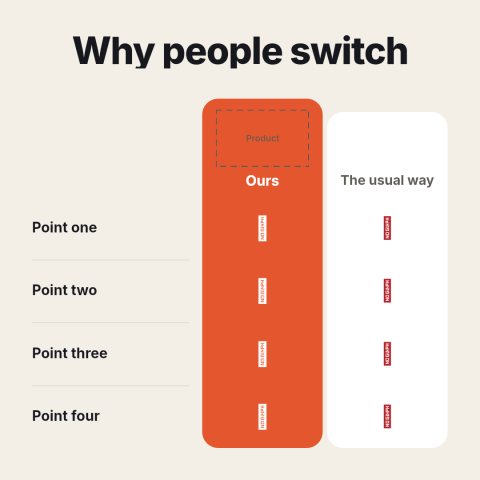 Why people switch
Product
Ours
The usual way
Point one
Point two
Point three
Point four